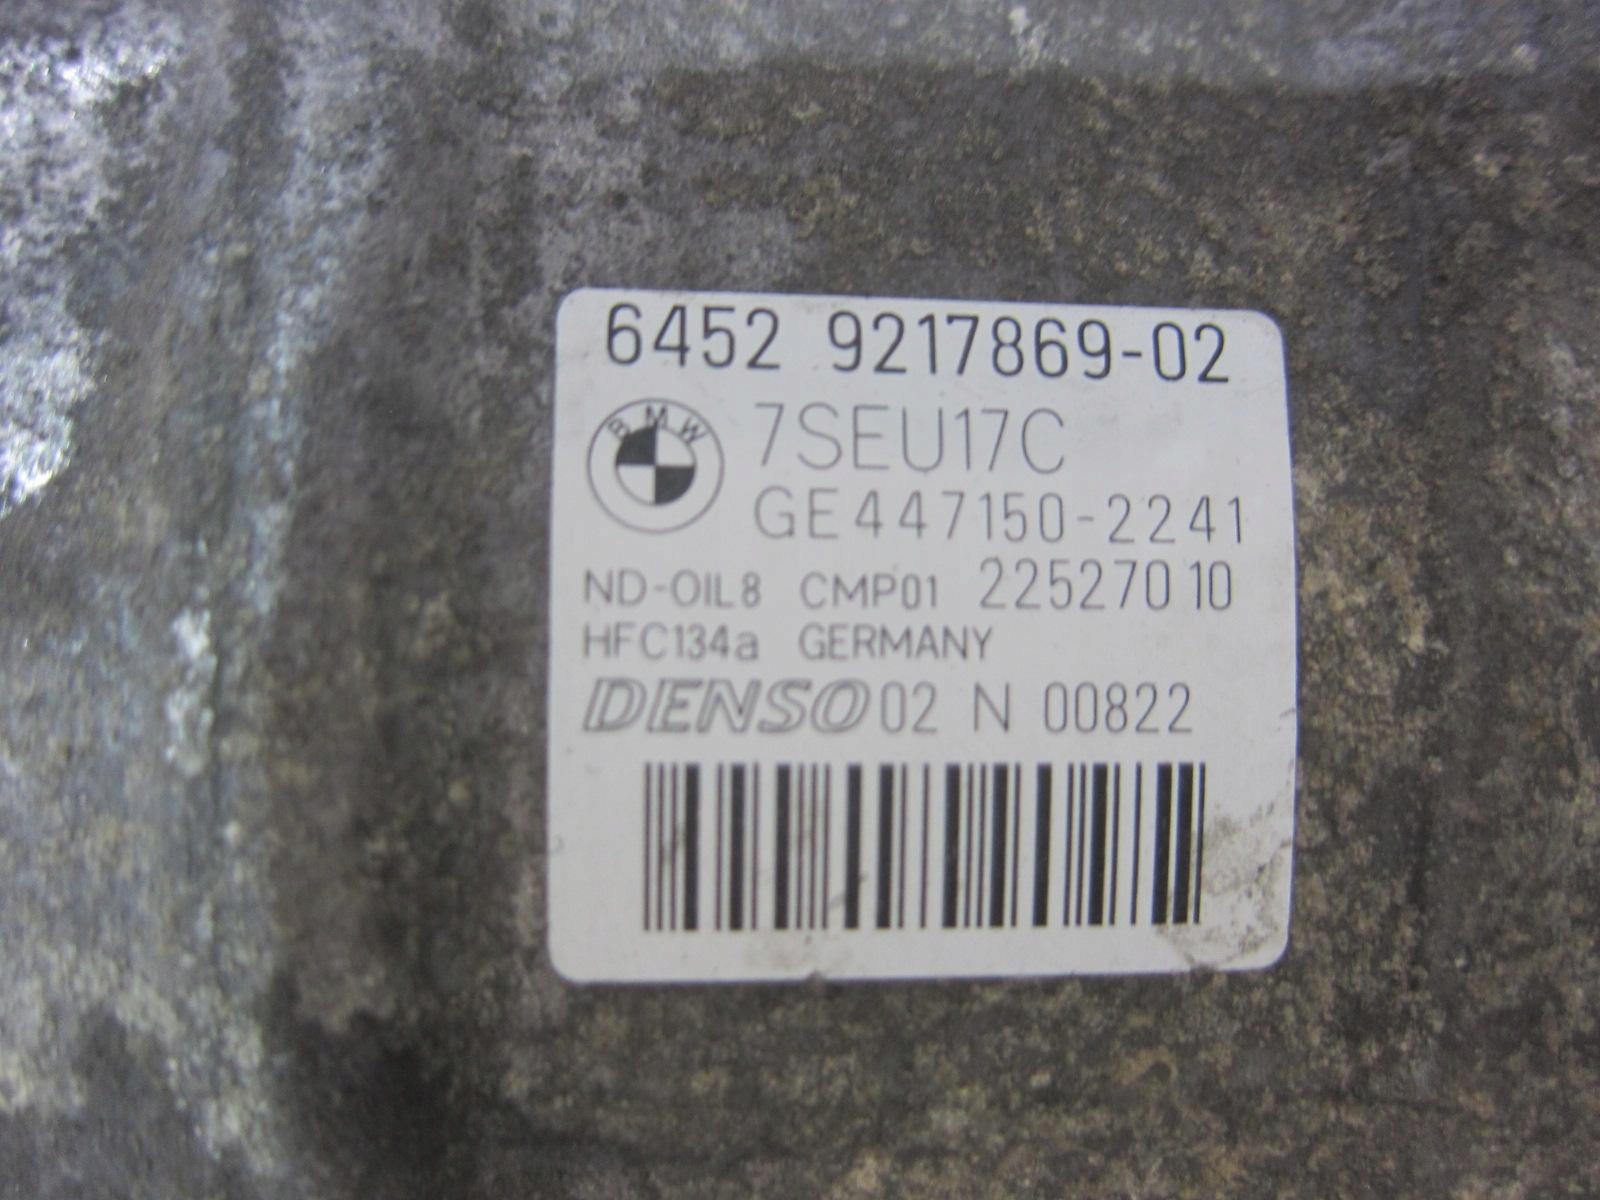 6452 9217869-02
BMW
7SEU17C
GE447150-2241
ND-OIL8 CMP01 22527010
HFC134a GERMANY
DENSO 02 N 00822